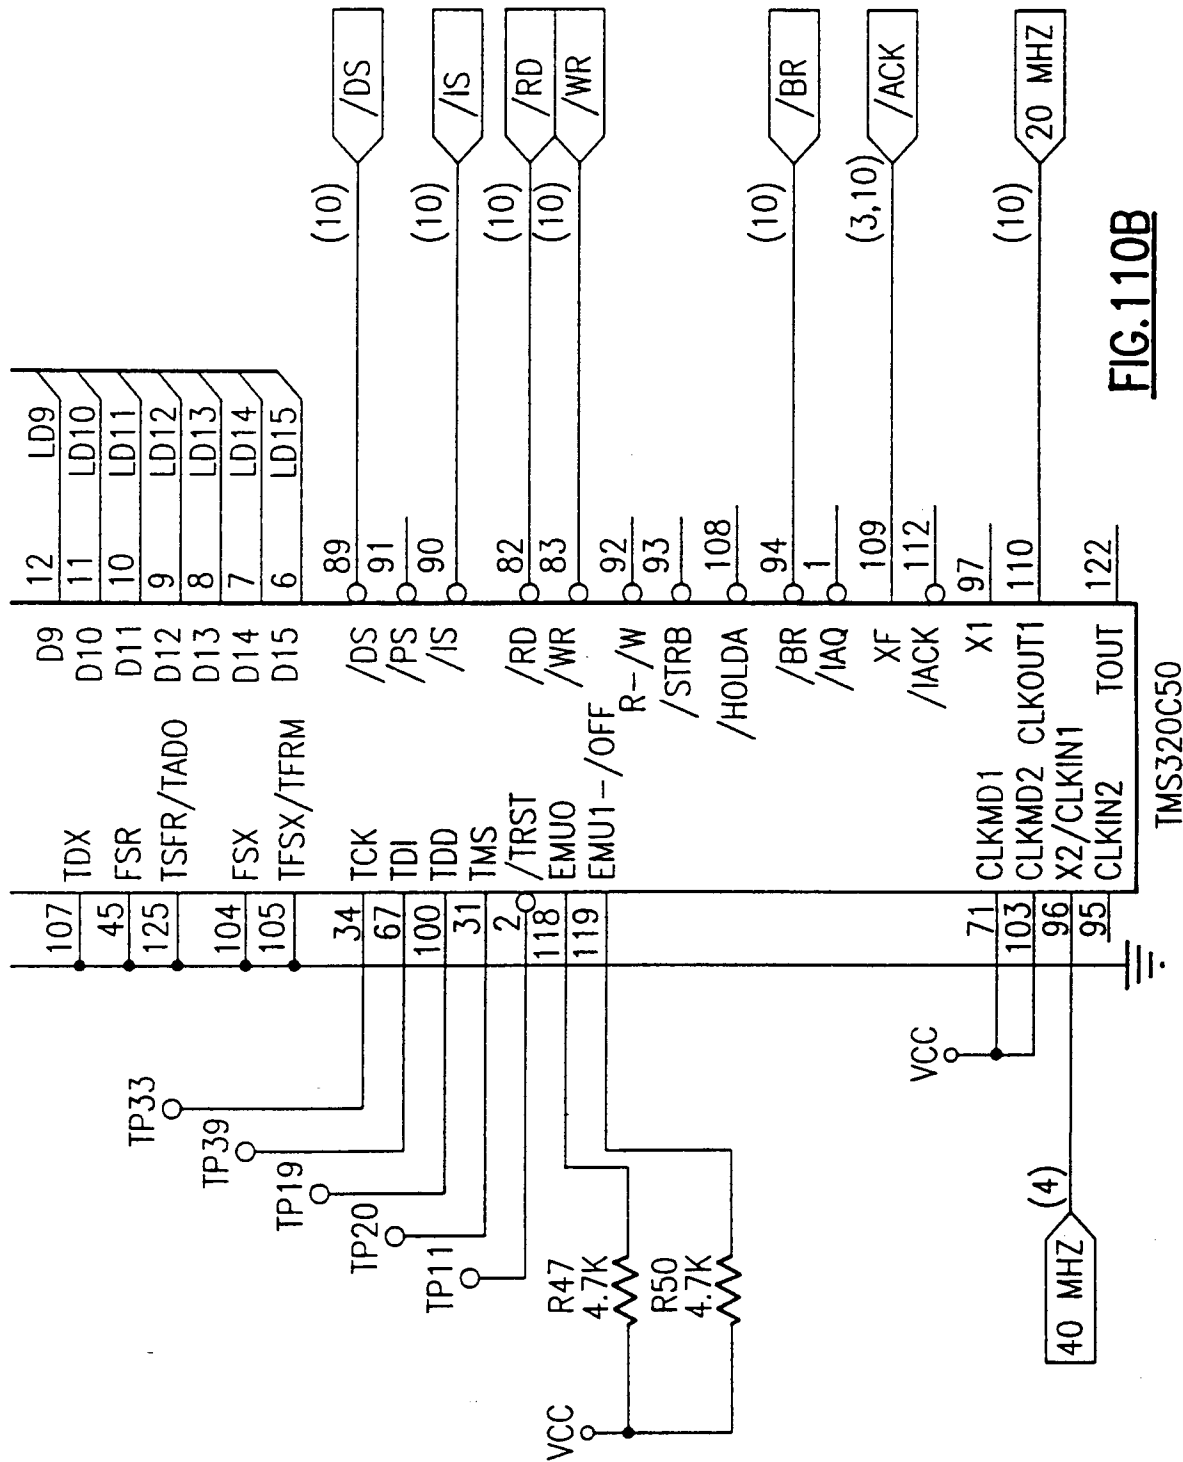 TP33
TP39
TP19
TP20
TP11
R47
4.7K
R50
4.7K
VCC
VCC
40 MHZ
(4)
107 TDX
45 FSR
125 TSFR/TADO
104 FSX
105 TFSX/TFRM
34 TCK
67 TDI
100 TDD
31 TMS
2 /TRST
118 EMU0
119 EMU1-/OFF
71 CLKMD1
103 CLKMD2
96 X2/CLKIN1
95 CLKIN2
D9 12 LD9
D10 11 LD10
D11 10 LD11
D12 9 LD12
D13 8 LD13
D14 7 LD14
D15 6 LD15
/DS 89 (10) /DS
/PS 91
/IS 90 (10) /IS
/RD 82 (10) /RD
/WR 83 (10) /WR
R-/W 92
/STRB 93
/HOLDA 108
/BR 94 (10) /BR
/IAQ 1
XF 109 (3,10) /ACK
/IACK 112
X1 97
CLKOUT1 110 (10) 20 MHZ
TOUT 122
TMS320C50
FIG.110B